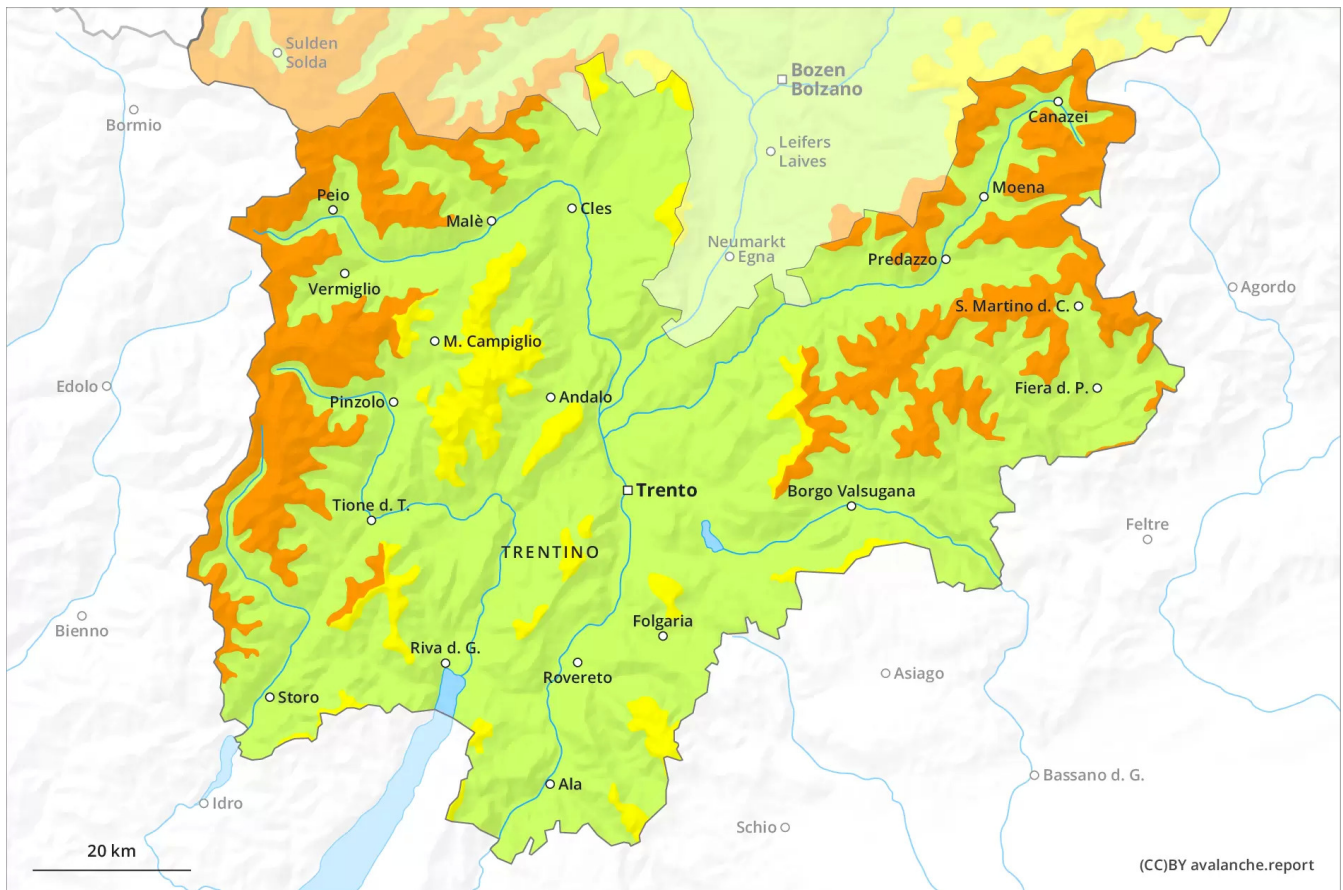 Sulden
Solda
Bozen
Bolzano
Bormio
Canazei
Leifers
Laives
Peio
Moena
Malè
Cles
Neumarkt
Egna
Predazzo
Vermiglio
Agordo
S. Martino d. C.
M. Campiglio
Edolo
Pinzolo
Andalo
Fiera d. P.
Trento
Borgo Valsugana
Tione d. T.
Feltre
TRENTINO
Bienno
Folgaria
Riva d. G.
Rovereto
Asiago
Storo
Bassano d. G.
Ala
Idro
Schio
20 km
(CC)BY avalanche.report